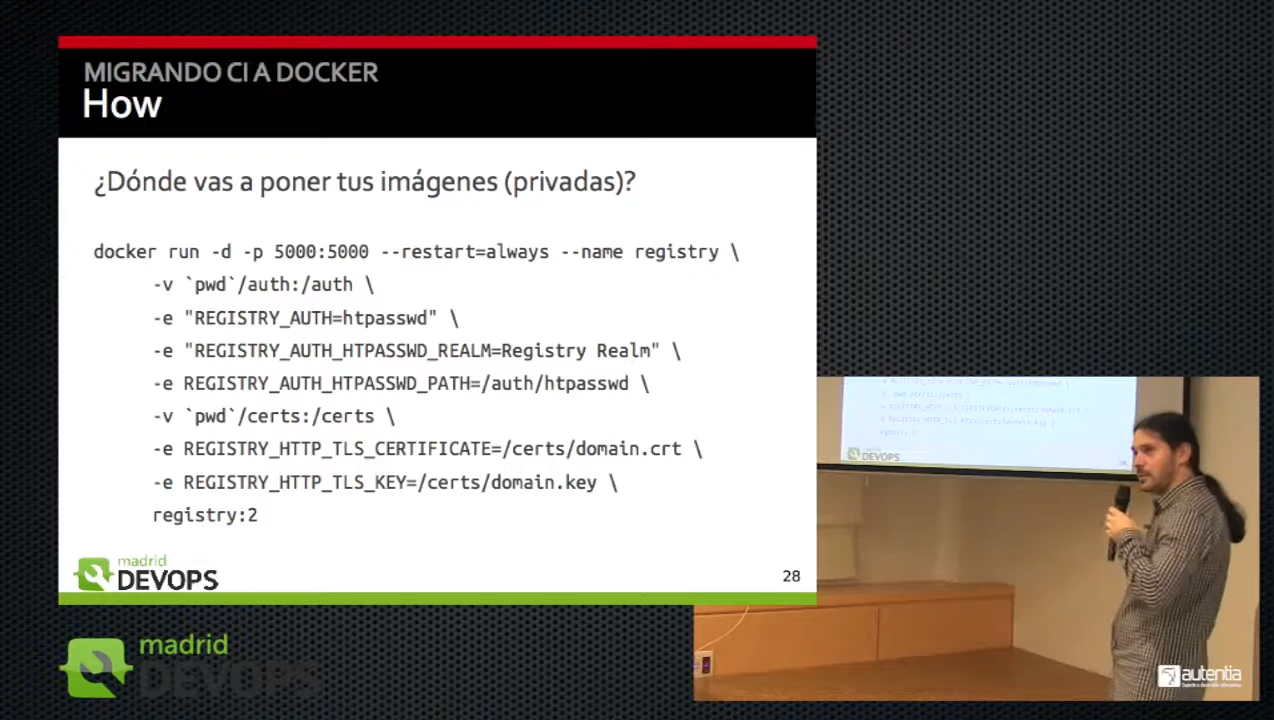 MIGRANDO CI A DOCKER
How
¿Dónde vas a poner tus imágenes (privadas)?
docker run -d -p 5000:5000 --restart=always --name registry \
-v `pwd`/auth:/auth \
-e "REGISTRY_AUTH=htpasswd" \
-e "REGISTRY_AUTH_HTPASSWD_REALM=Registry Realm" \
-e REGISTRY_AUTH_HTPASSWD_PATH=/auth/htpasswd \
-v `pwd`/certs:/certs \
-e REGISTRY_HTTP_TLS_CERTIFICATE=/certs/domain.crt \
-e REGISTRY_HTTP_TLS_KEY=/certs/domain.key \
registry:2
madrid
DEVOPS
28
DEVOPS
madrid
DEVOPS
autentia